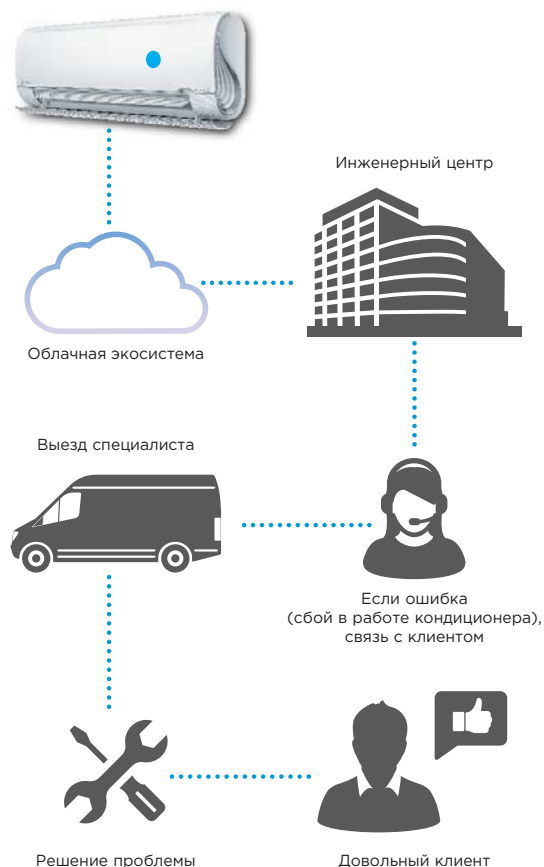 Инженерный центр
Облачная экосистема
Выезд специалиста
Если ошибка
(сбой в работе кондиционера),
связь с клиентом
Решение проблемы
Довольный клиент